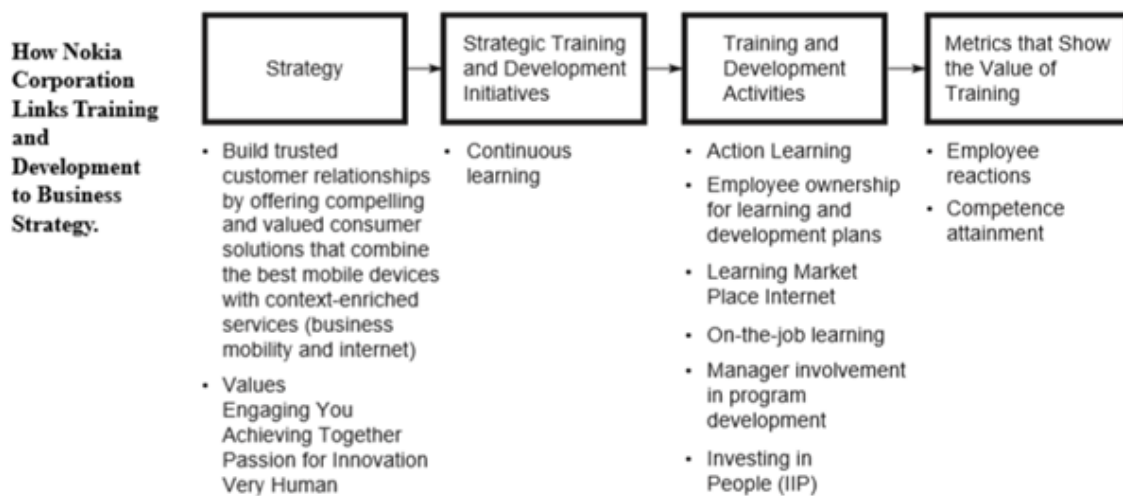 How Nokia
Corporation
Links Training
and
Development
to Business
Strategy.
Strategy
• Build trusted
customer relationships
by offering compelling
and valued consumer
solutions that combine
the best mobile devices
with context-enriched
services (business
mobility and internet)
• Values
Engaging You
Achieving Together
Passion for Innovation
Very Human
Strategic Training
and Development
Initiatives
• Continuous
learning
Training and
Development
Activities
• Action Learning
• Employee ownership
for learning and
development plans
• Learning Market
Place Internet
• On-the-job learning
• Manager involvement
in program
development
• Investing in
People (IIP)
Metrics that Show
the Value of
Training
• Employee
reactions
• Competence
attainment